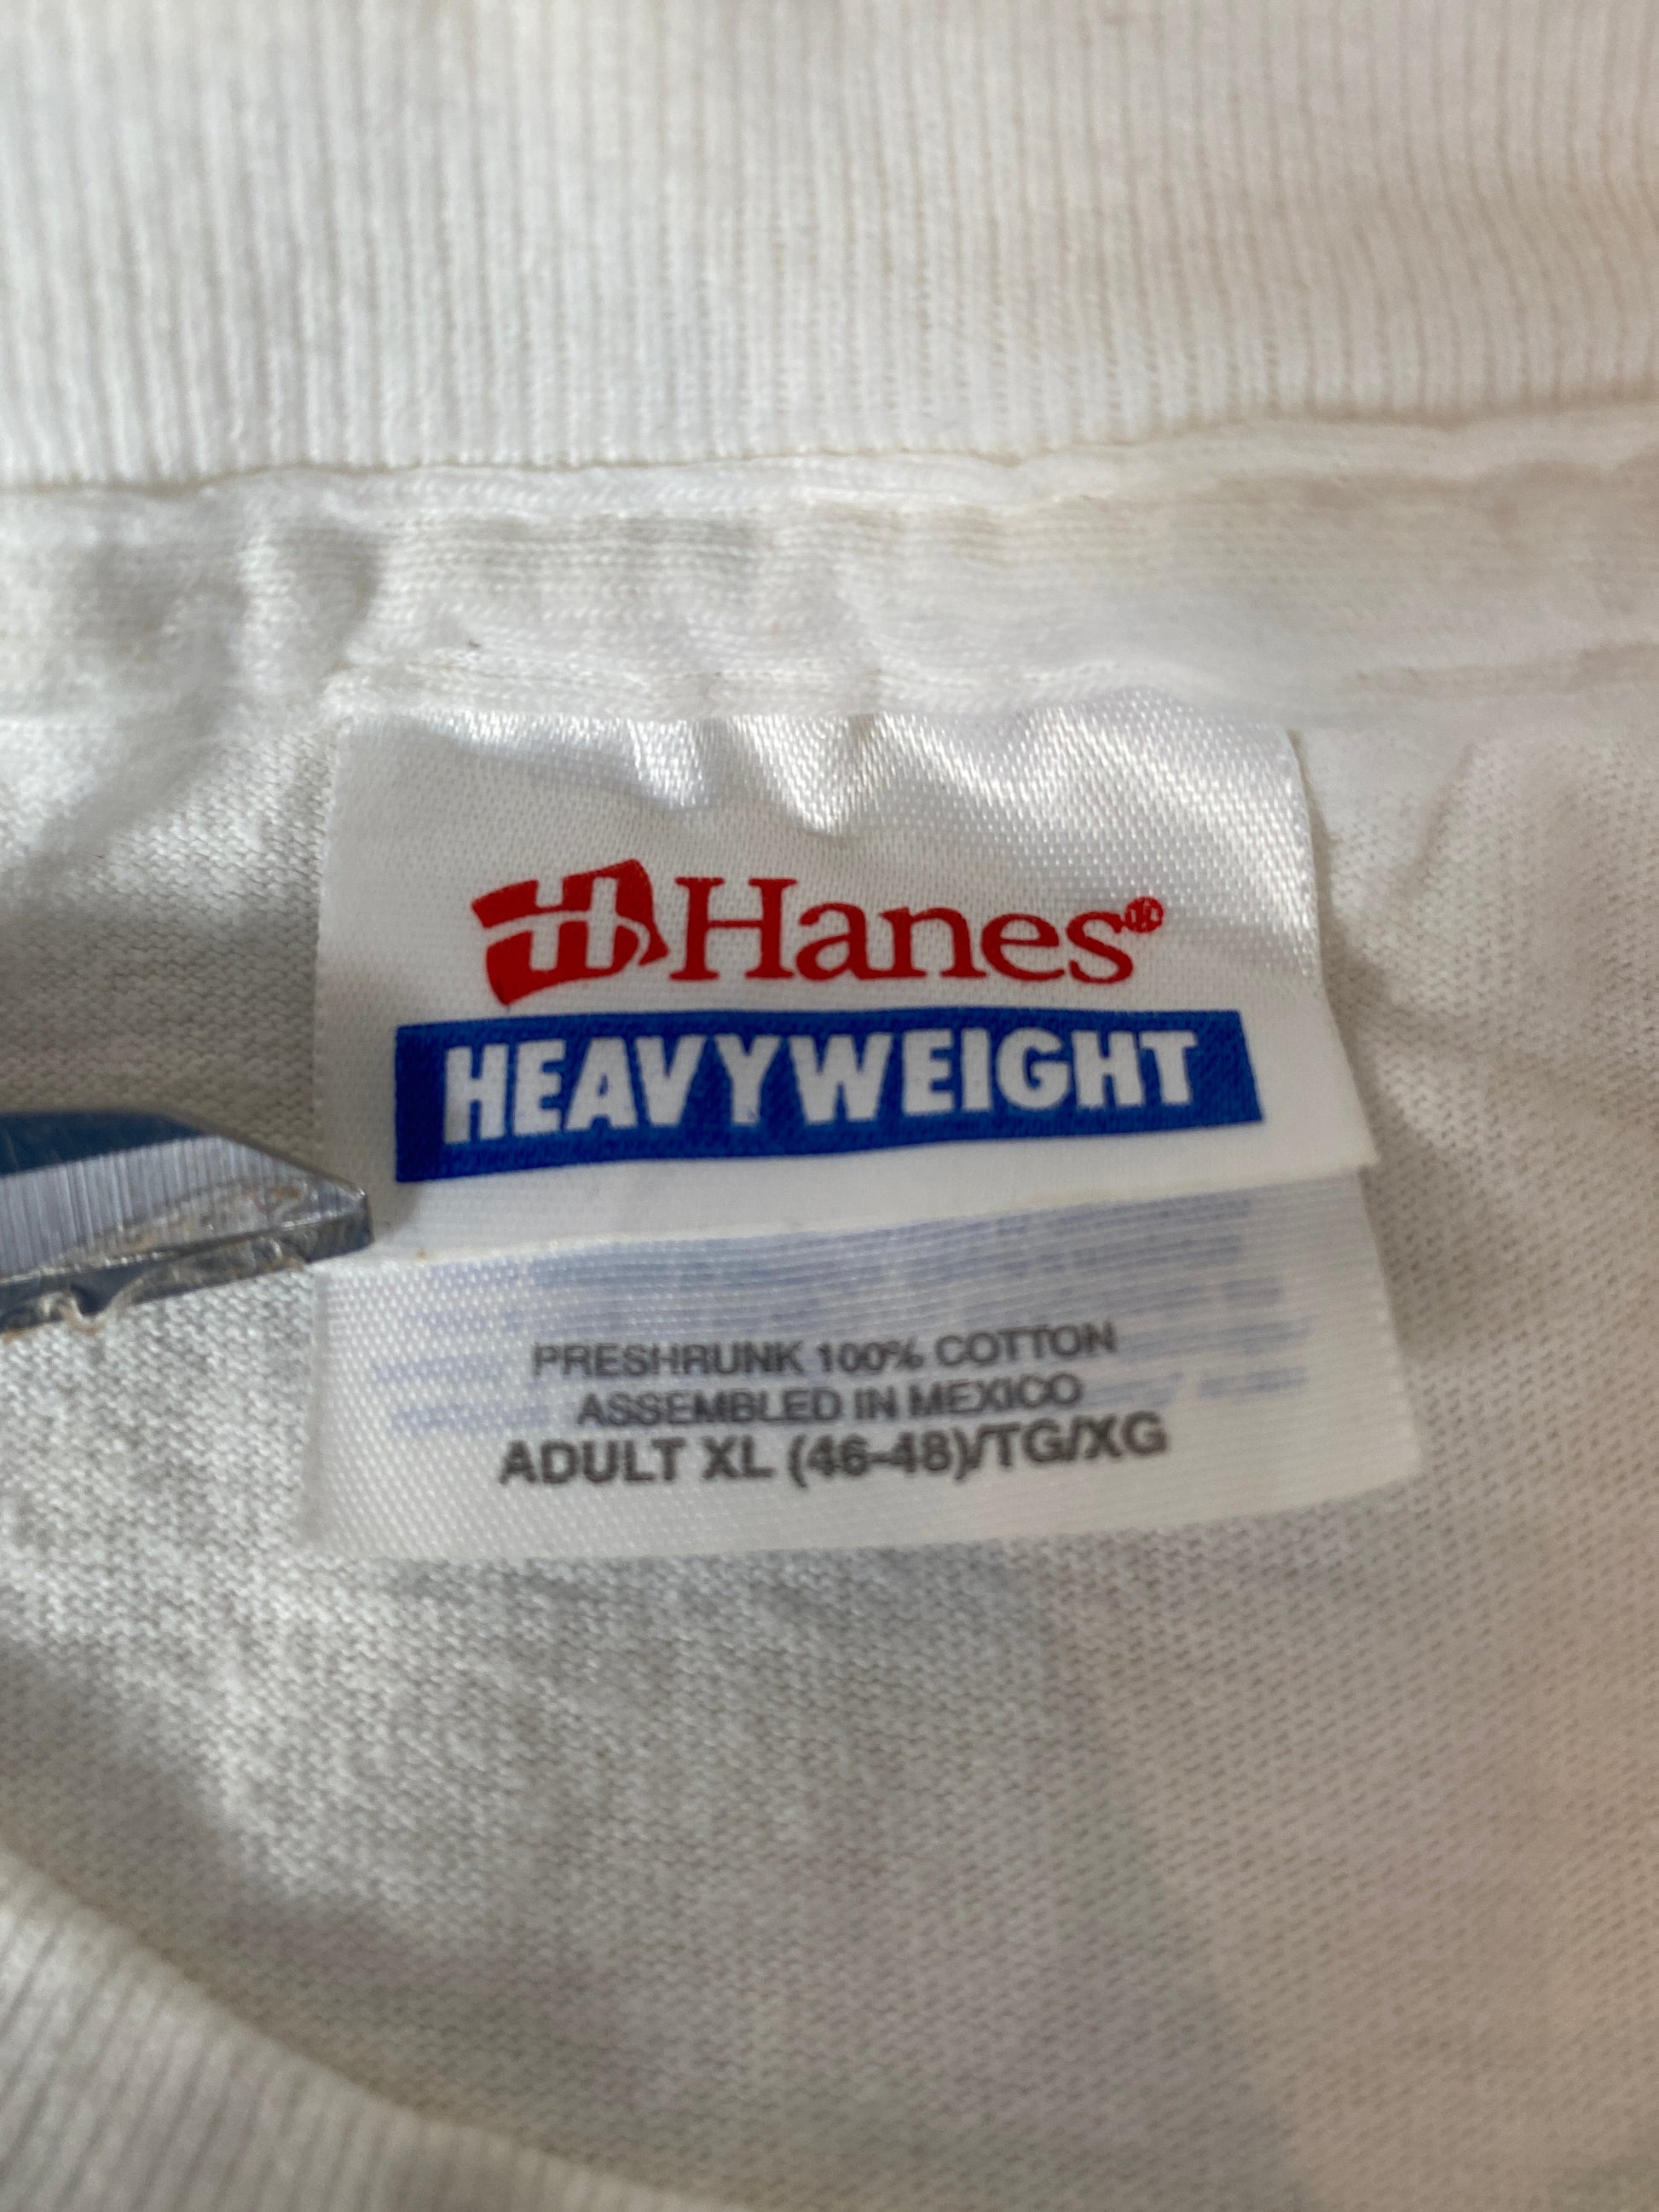 Hanes®
HEAVYWEIGHT
PRESHRUNK 100% COTTON
ASSEMBLED IN MEXICO
ADULT XL (46-48)/TG/XG